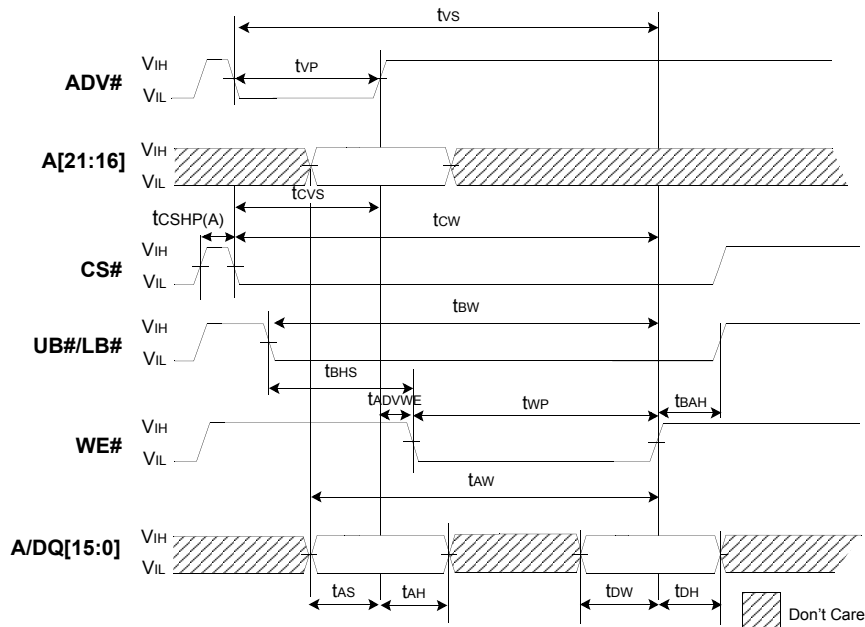 tVS
VIH
tVP
ADV#
VIL
VIH
A[21:16]
VIL
tCVS
tCSHP(A)
tCW
VIH
CS#
VIL
tBW
VIH
UB#/LB#
VIL
tBHS
tADVWE
tWP
tBAH
VIH
WE#
VIL
tAW
VIH
A/DQ[15:0]
VIL
tAS
tAH
tDW
tDH
Don't Care